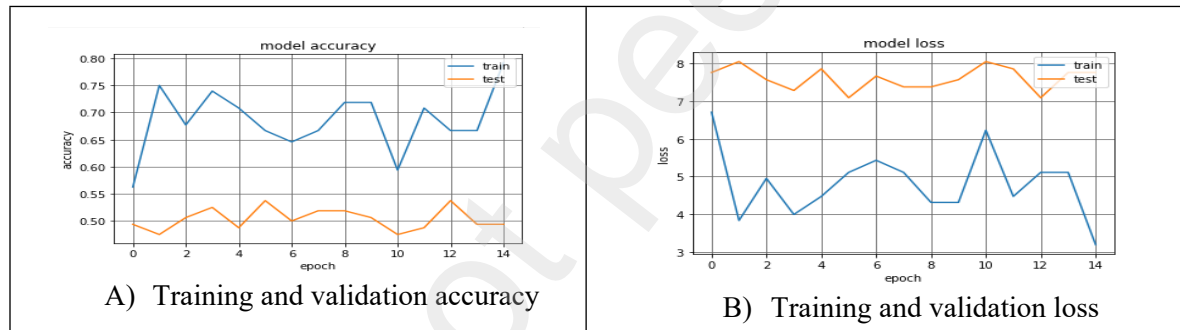 model accuracy
0.80
0.75
0.70
0.65
0.60
0.55
0.50
accuracy
train
test
0 2 4 6 8 10 12 14
epoch
A) Training and validation accuracy
model loss
8
7
6
5
4
3
loss
train
test
0 2 4 6 8 10 12 14
epoch
B) Training and validation loss
ot pee